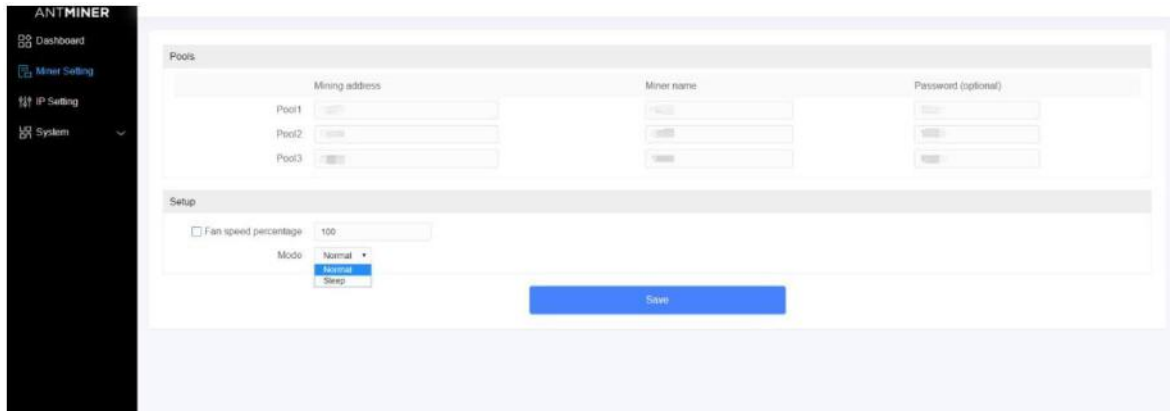 ANTMINER
Dashboard
Miner Setting
IP Setting
System
Pools
Mining address Miner name Password (optional)
Pool1
Pool2
Pool3
Setup
Fan speed percentage 100
Mode Normal
Normal
Sleep
Save